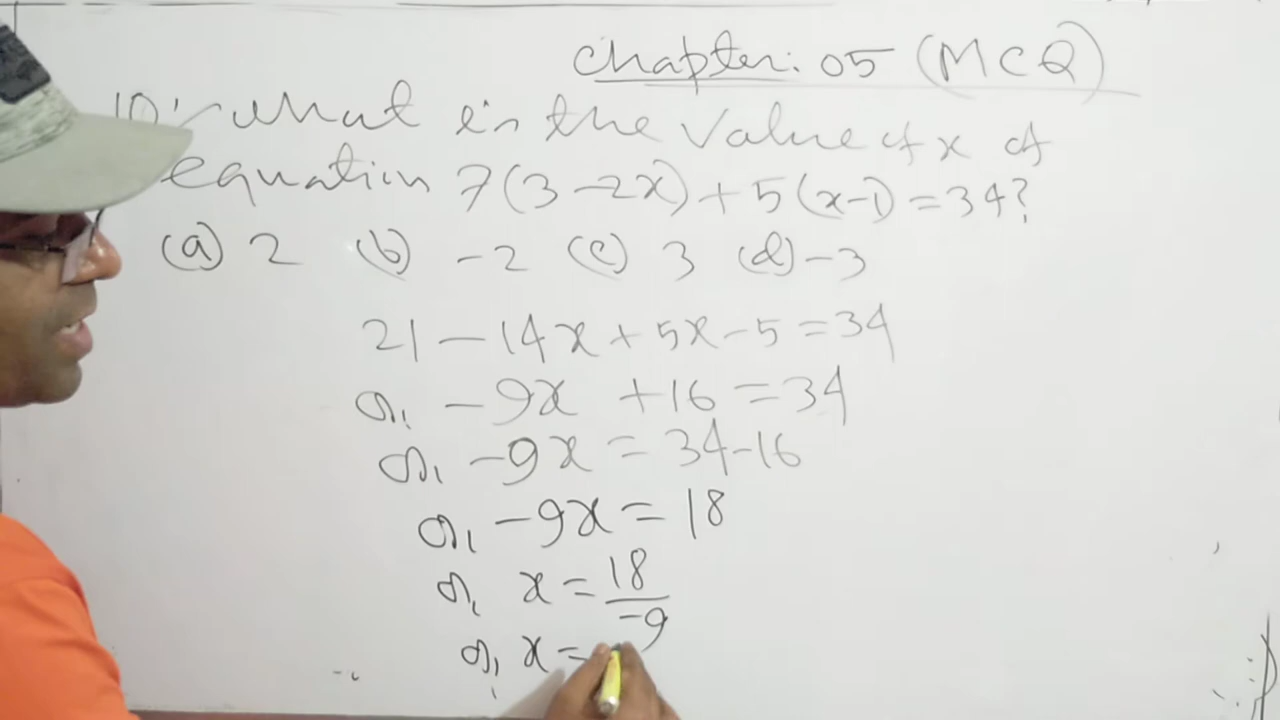 Chapter: 05 (MCQ)
10. what is the value of x of
equation 7(3-2x)+5(x-1)=34?
(a) 2 (b) -2 (c) 3 (d) -3
21-14x+5x-5=34
or, -9x +16=34
or, -9x=34-16
or, -9x=18
or, x=18/-9
or, x=